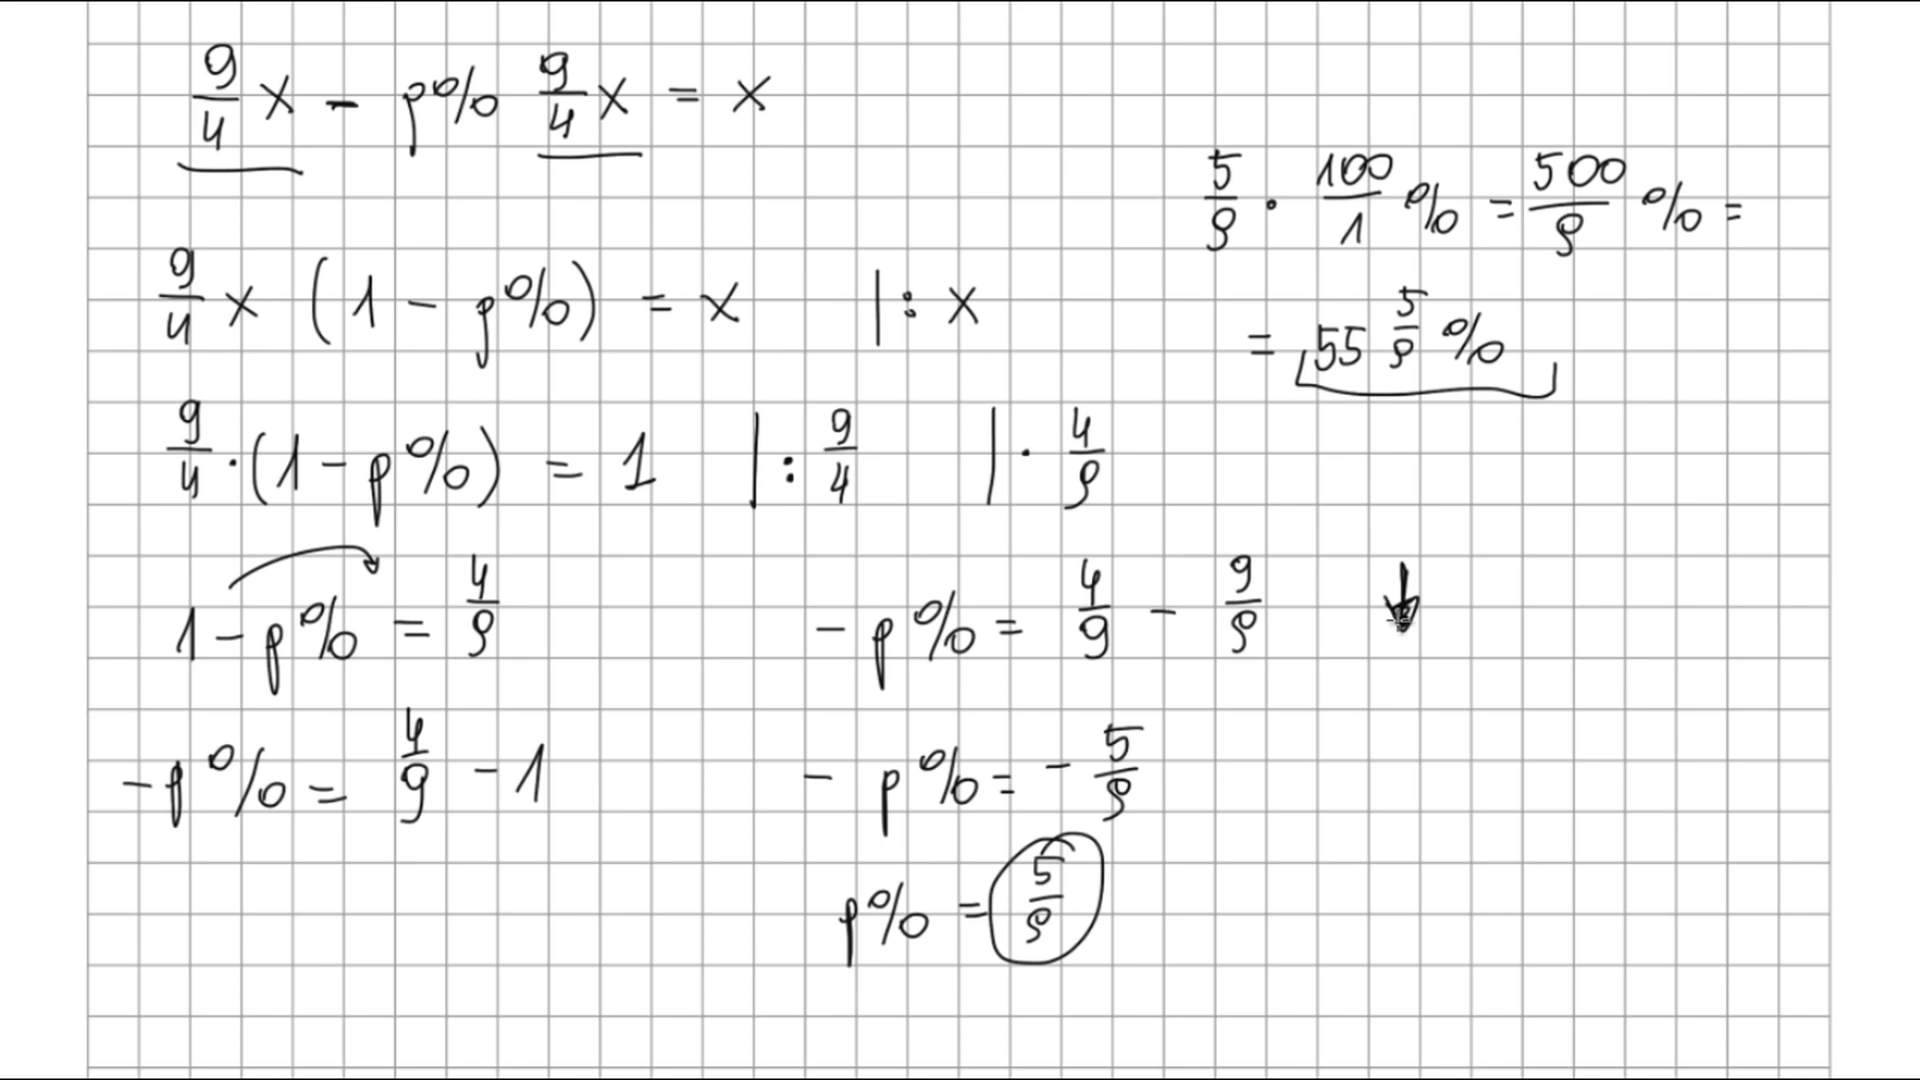 9/4 x - p% 9/4 x = x
9/4 x (1 - p%) = x |: x
9/4 · (1 - p%) = 1 |: 9/4 |· 4/9
1 - p% = 4/9
-p% = 4/9 - 1
- p% = 4/9 - 9/9 ↓
- p% = - 5/9
p% = 5/9
5/9 · 100/1 % = 500/9 % =
= 55 5/9 %